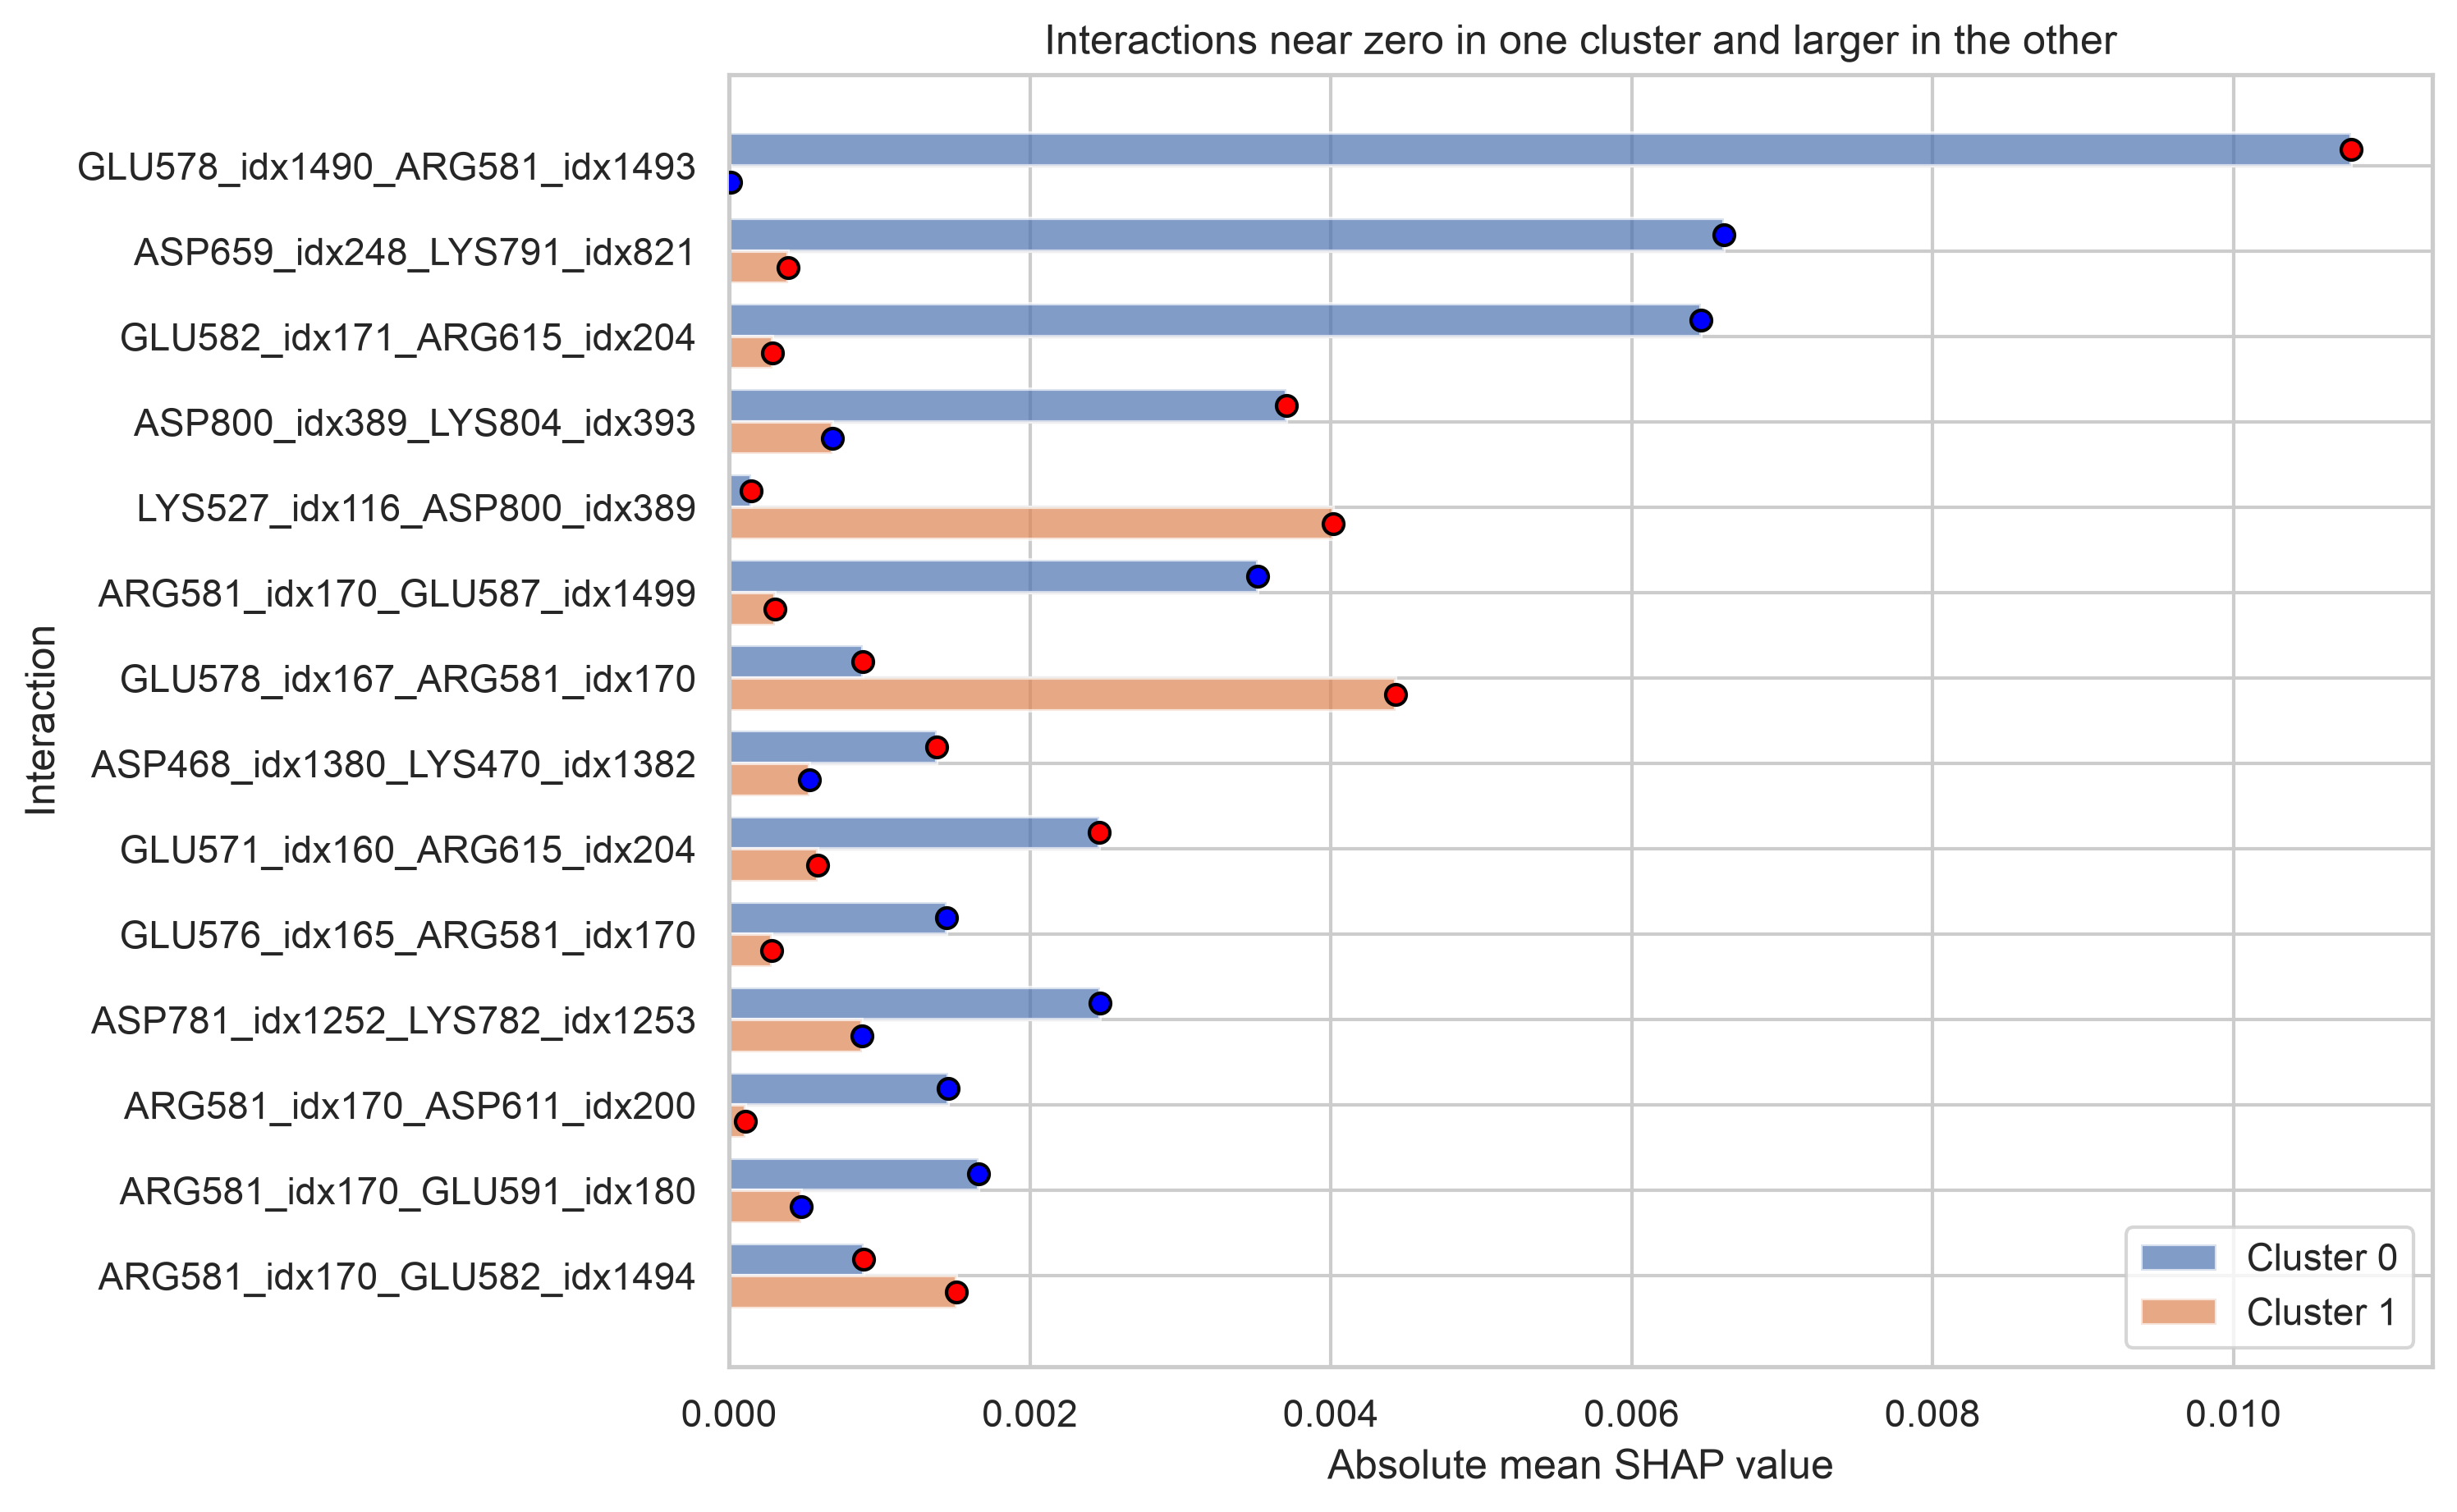 Interactions near zero in one cluster and larger in the other
GLU578_idx1490_ARG581_idx1493
ASP659_idx248_LYS791_idx821
GLU582_idx171_ARG615_idx204
ASP800_idx389_LYS804_idx393
LYS527_idx116_ASP800_idx389
ARG581_idx170_GLU587_idx1499
GLU578_idx167_ARG581_idx170
ASP468_idx1380_LYS470_idx1382
GLU571_idx160_ARG615_idx204
GLU576_idx165_ARG581_idx170
ASP781_idx1252_LYS782_idx1253
ARG581_idx170_ASP611_idx200
ARG581_idx170_GLU591_idx180
ARG581_idx170_GLU582_idx1494
Interaction
Cluster 0
Cluster 1
0.000 0.002 0.004 0.006 0.008 0.010
Absolute mean SHAP value